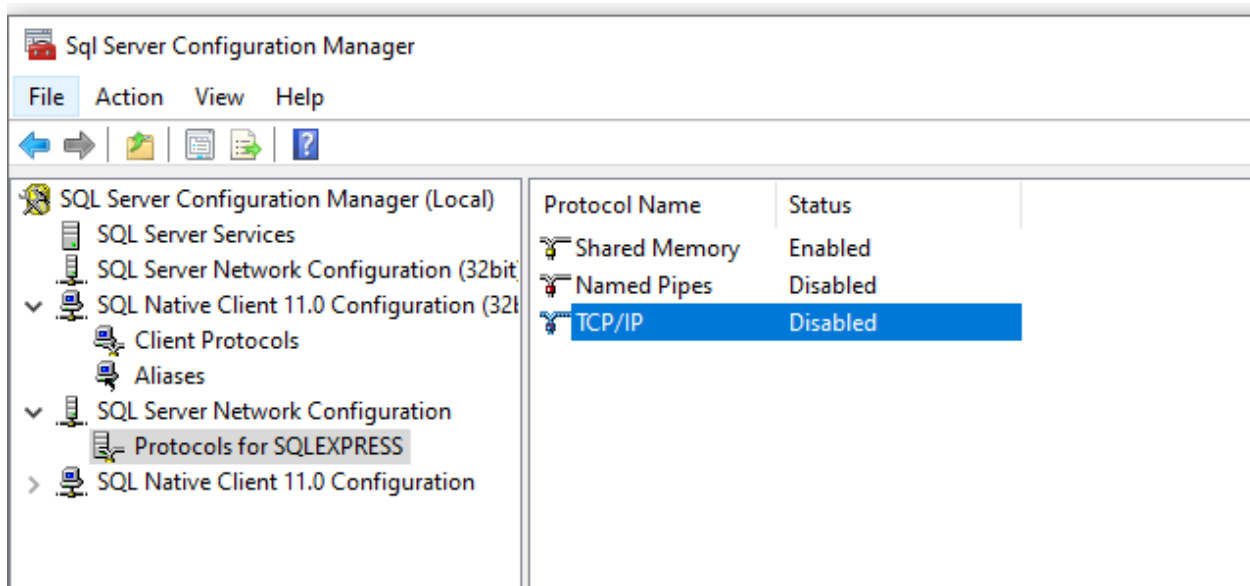 Sql Server Configuration Manager
File Action View Help
SQL Server Configuration Manager (Local)
SQL Server Services
SQL Server Network Configuration (32bit
SQL Native Client 11.0 Configuration (32b
Client Protocols
Aliases
SQL Server Network Configuration
Protocols for SQLEXPRESS
SQL Native Client 11.0 Configuration
Protocol Name Status
Shared Memory Enabled
Named Pipes Disabled
TCP/IP Disabled